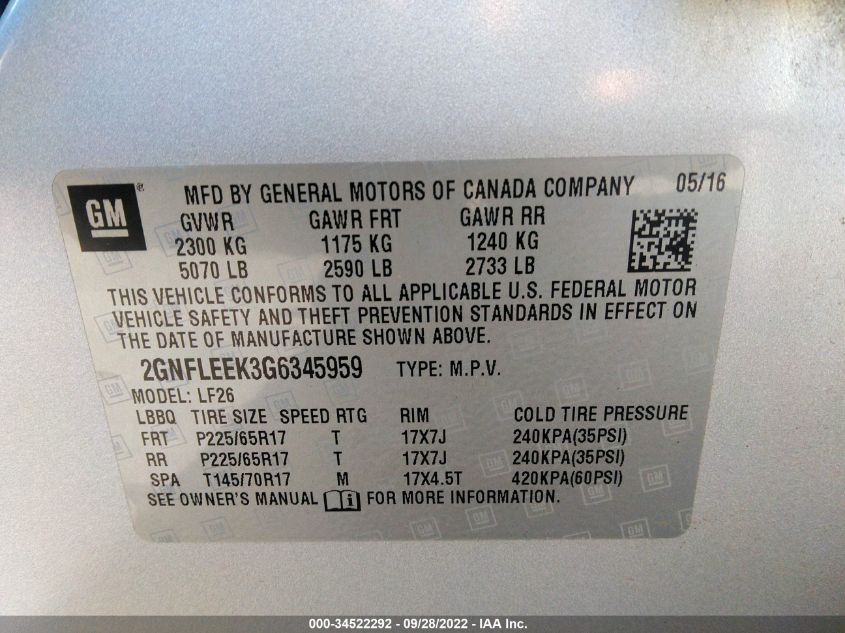 GM ® MFD BY GENERAL MOTORS OF CANADA COMPANY 05/16
GVWR GAWR FRT GAWR RR
2300 KG 1175 KG 1240 KG
5070 LB 2590 LB 2733 LB
THIS VEHICLE CONFORMS TO ALL APPLICABLE U.S. FEDERAL MOTOR
VEHICLE SAFETY AND THEFT PREVENTION STANDARDS IN EFFECT ON
THE DATE OF MANUFACTURE SHOWN ABOVE.
2GNFLEEK3G6345959 TYPE: M.P.V.
MODEL: LF26
LBBQ TIRE SIZE SPEED RTG RIM COLD TIRE PRESSURE
FRT P225/65R17 T 17X7J 240KPA(35PSI)
RR P225/65R17 T 17X7J 240KPA(35PSI)
SPA T145/70R17 M 17X4.5T 420KPA(60PSI)
SEE OWNER'S MANUAL i FOR MORE INFORMATION.
000-34522292 - 09/28/2022 - IAA Inc.